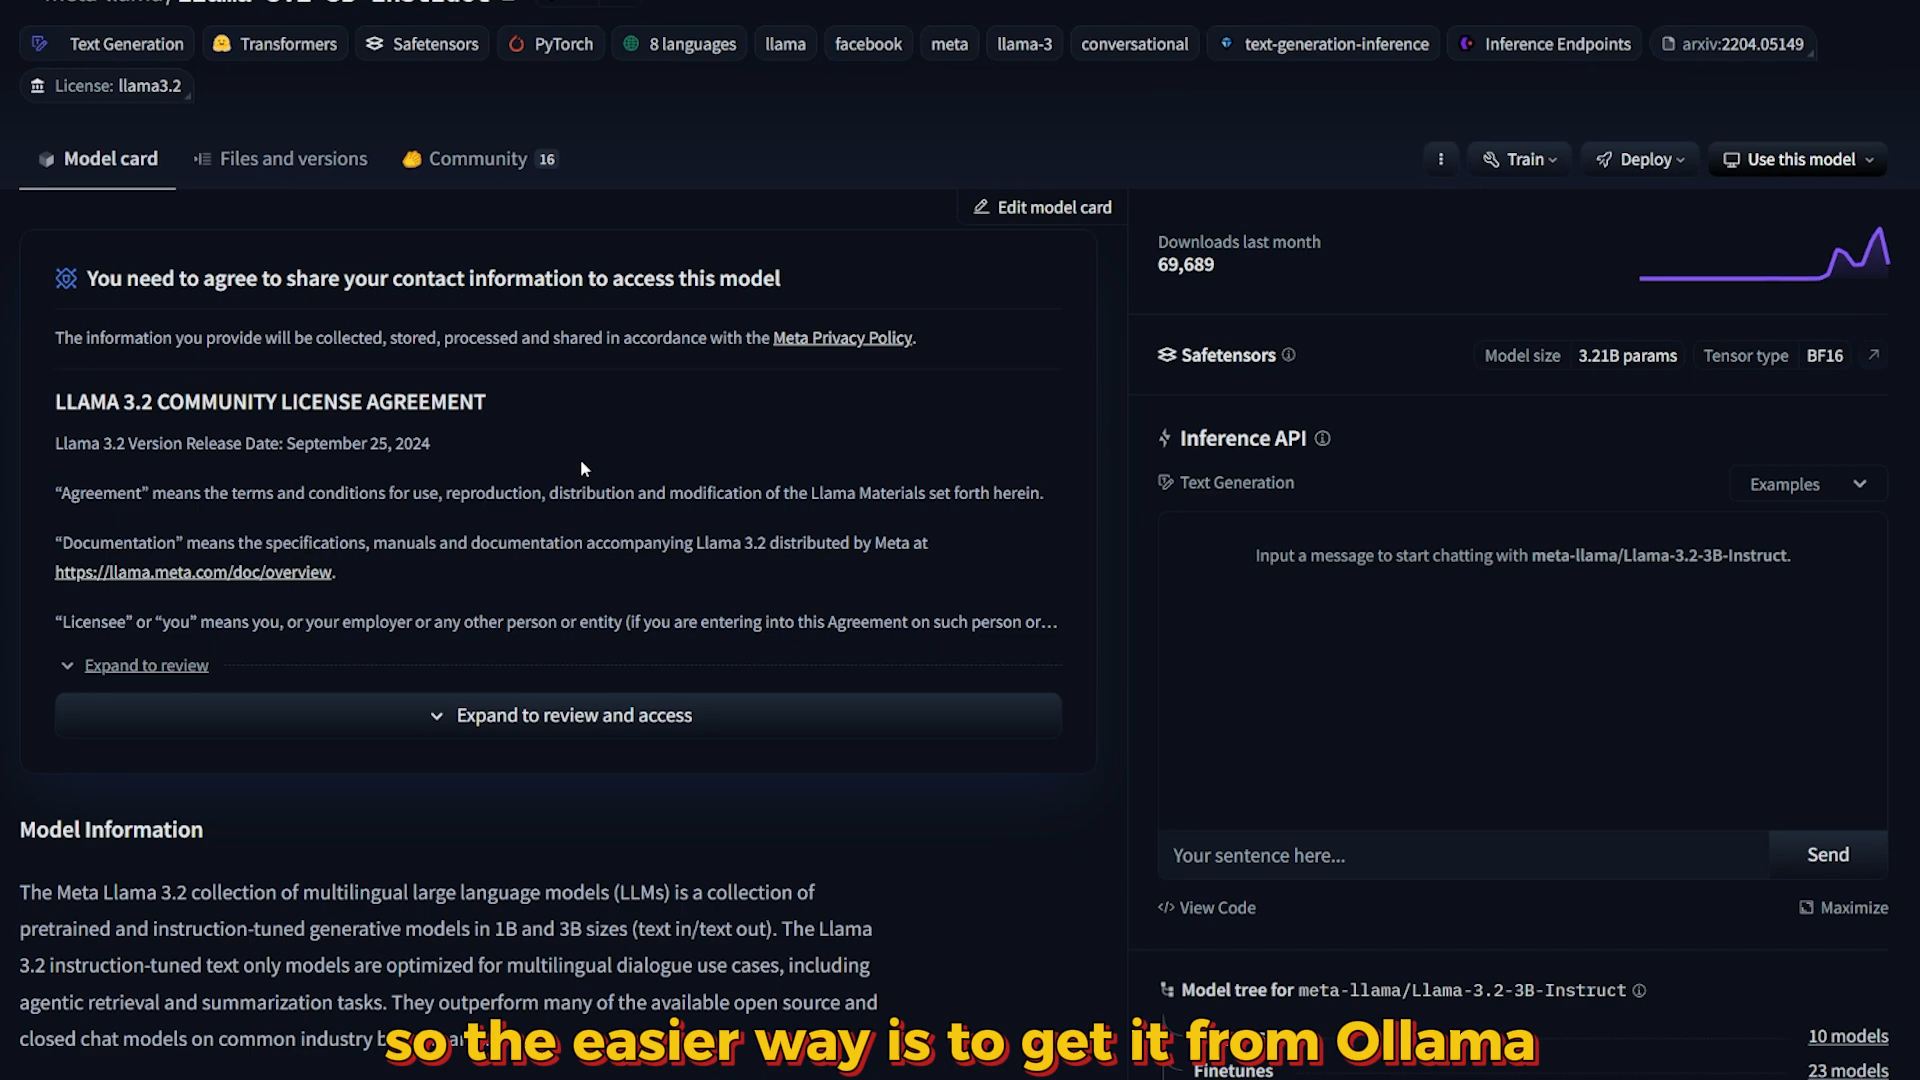 Text Generation Transformers Safetensors PyTorch 8 languages llama facebook meta llama-3 conversational text-generation-inference Inference Endpoints arxiv:2204.05149
License: llama3.2
Model card Files and versions Community 16 Train Deploy Use this model
Edit model card
You need to agree to share your contact information to access this model
The information you provide will be collected, stored, processed and shared in accordance with the Meta Privacy Policy.
LLAMA 3.2 COMMUNITY LICENSE AGREEMENT
Llama 3.2 Version Release Date: September 25, 2024
“Agreement” means the terms and conditions for use, reproduction, distribution and modification of the Llama Materials set forth herein.
“Documentation” means the specifications, manuals and documentation accompanying Llama 3.2 distributed by Meta at
https://llama.meta.com/doc/overview.
“Licensee” or “you” means you, or your employer or any other person or entity (if you are entering into this Agreement on such person or…
Expand to review
Expand to review and access
Model Information
The Meta Llama 3.2 collection of multilingual large language models (LLMs) is a collection of
pretrained and instruction-tuned generative models in 1B and 3B sizes (text in/text out). The Llama
3.2 instruction-tuned text only models are optimized for multilingual dialogue use cases, including
agentic retrieval and summarization tasks. They outperform many of the available open source and
closed chat models on common industry
Downloads last month
69,689
Safetensors Model size 3.21B params Tensor type BF16
Inference API
Text Generation Examples
Input a message to start chatting with meta-llama/Llama-3.2-3B-Instruct.
Your sentence here... Send
View Code Maximize
Model tree for meta-llama/Llama-3.2-3B-Instruct
10 models
Finetunes 23 models
so the easier way is to get it from Ollama